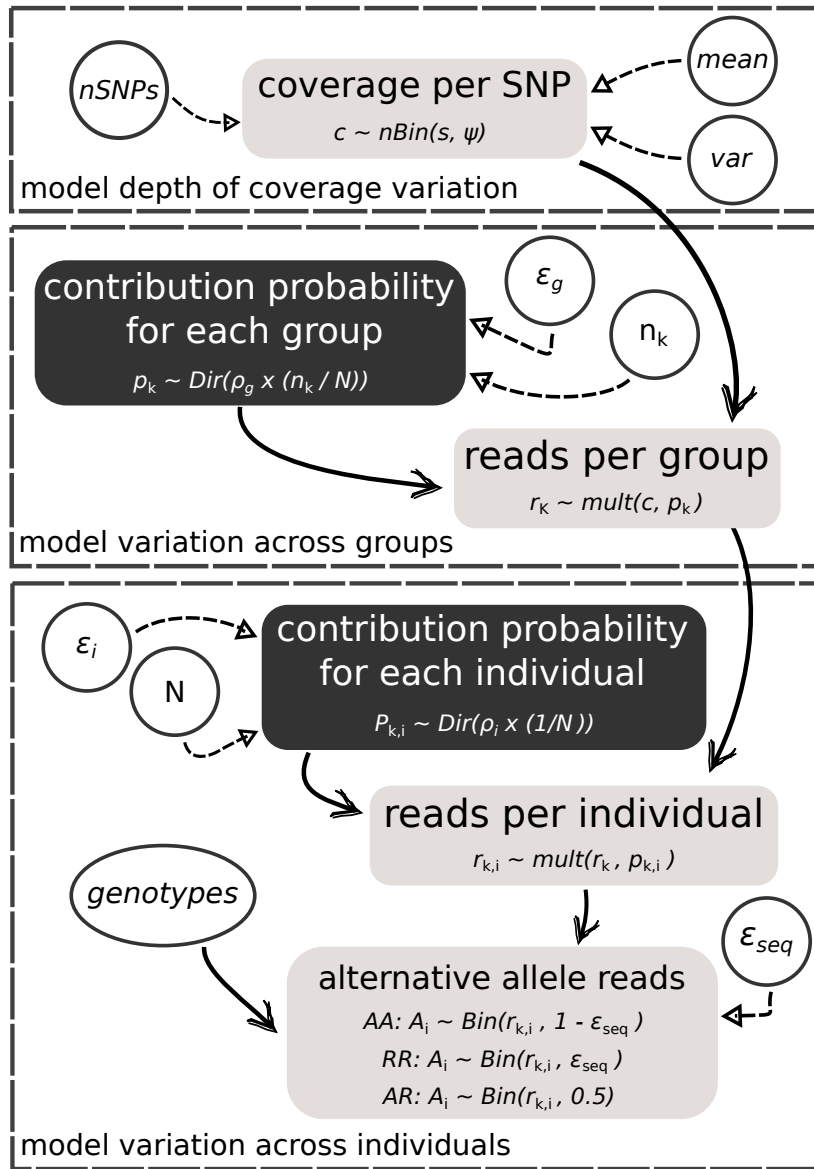 nSNPs
coverage per SNP
c ~ nBin(s, ψ)
mean
var
model depth of coverage variation
contribution probability
for each group
p_k ~ Dir(ρ_g x (n_k / N))
ε_g
n_k
reads per group
r_K ~ mult(c, p_k)
model variation across groups
ε_i
N
contribution probability
for each individual
P_k,i ~ Dir(ρ_i x (1/N))
reads per individual
r_k,i ~ mult(r_k , p_k,i )
genotypes
ε_seq
alternative allele reads
AA: A_i ~ Bin(r_k,i , 1 - ε_seq )
RR: A_i ~ Bin(r_k,i , ε_seq )
AR: A_i ~ Bin(r_k,i , 0.5)
model variation across individuals